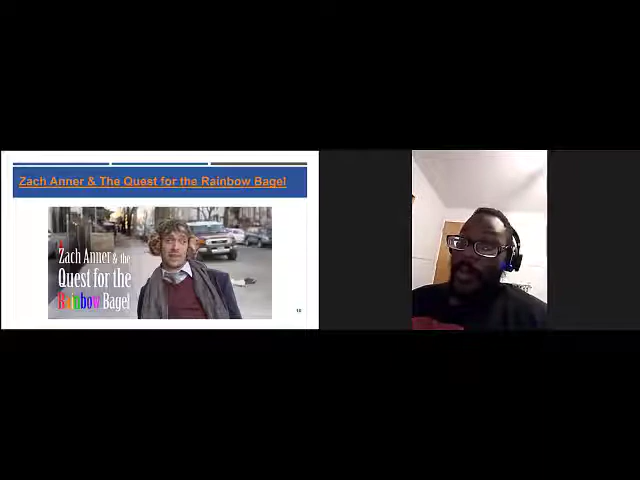 Zach Anner & The Quest for the Rainbow Bagel
Zach Anner & the
Quest for the
Rainbow Bagel